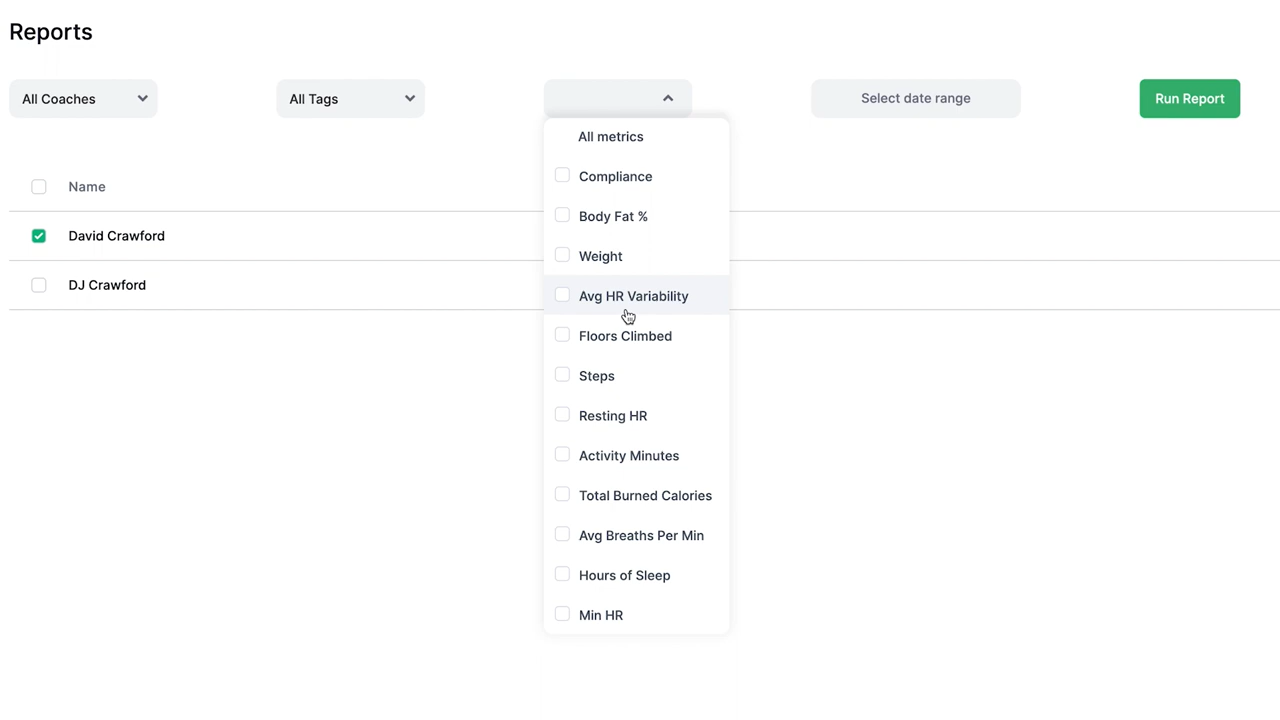 Reports
All Coaches
All Tags
Select date range
Run Report
All metrics
Compliance
Body Fat %
Weight
Avg HR Variability
Floors Climbed
Steps
Resting HR
Activity Minutes
Total Burned Calories
Avg Breaths Per Min
Hours of Sleep
Min HR
Name
David Crawford
DJ Crawford